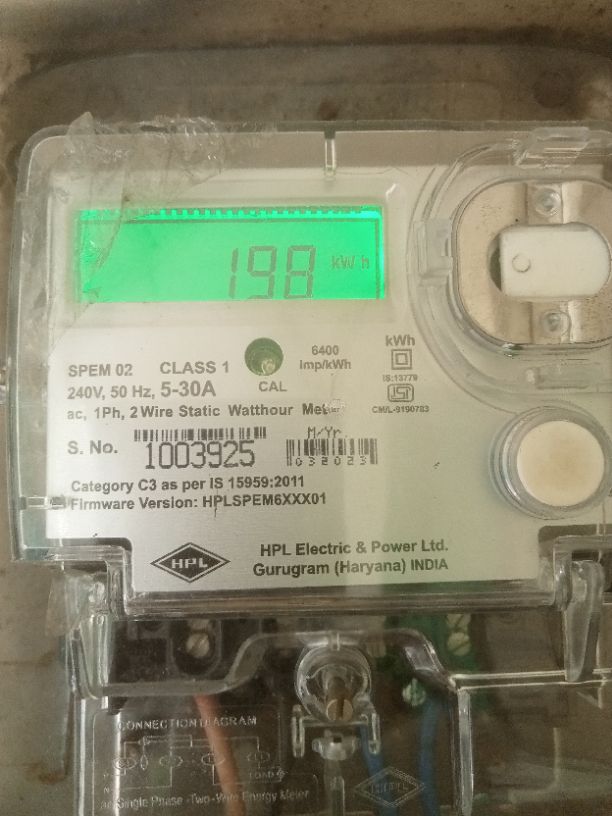 198 kWh
SPEM 02 CLASS 1
6400
imp/kWh
kWh
240V, 50 Hz, 5-30A
CAL
IS:13779
ac, 1Ph, 2 Wire Static Watthour Meter
CM/L-9190783
M/Yr
S. No. 1003925
032023
Category C3 as per IS 15959:2011
Firmware Version: HPLSPEM6XXX01
HPL
HPL Electric & Power Ltd.
Gurugram (Haryana) INDIA
CONNECTION DIAGRAM
LOAD
ac Single Phase -Two-Wire Energy Meter